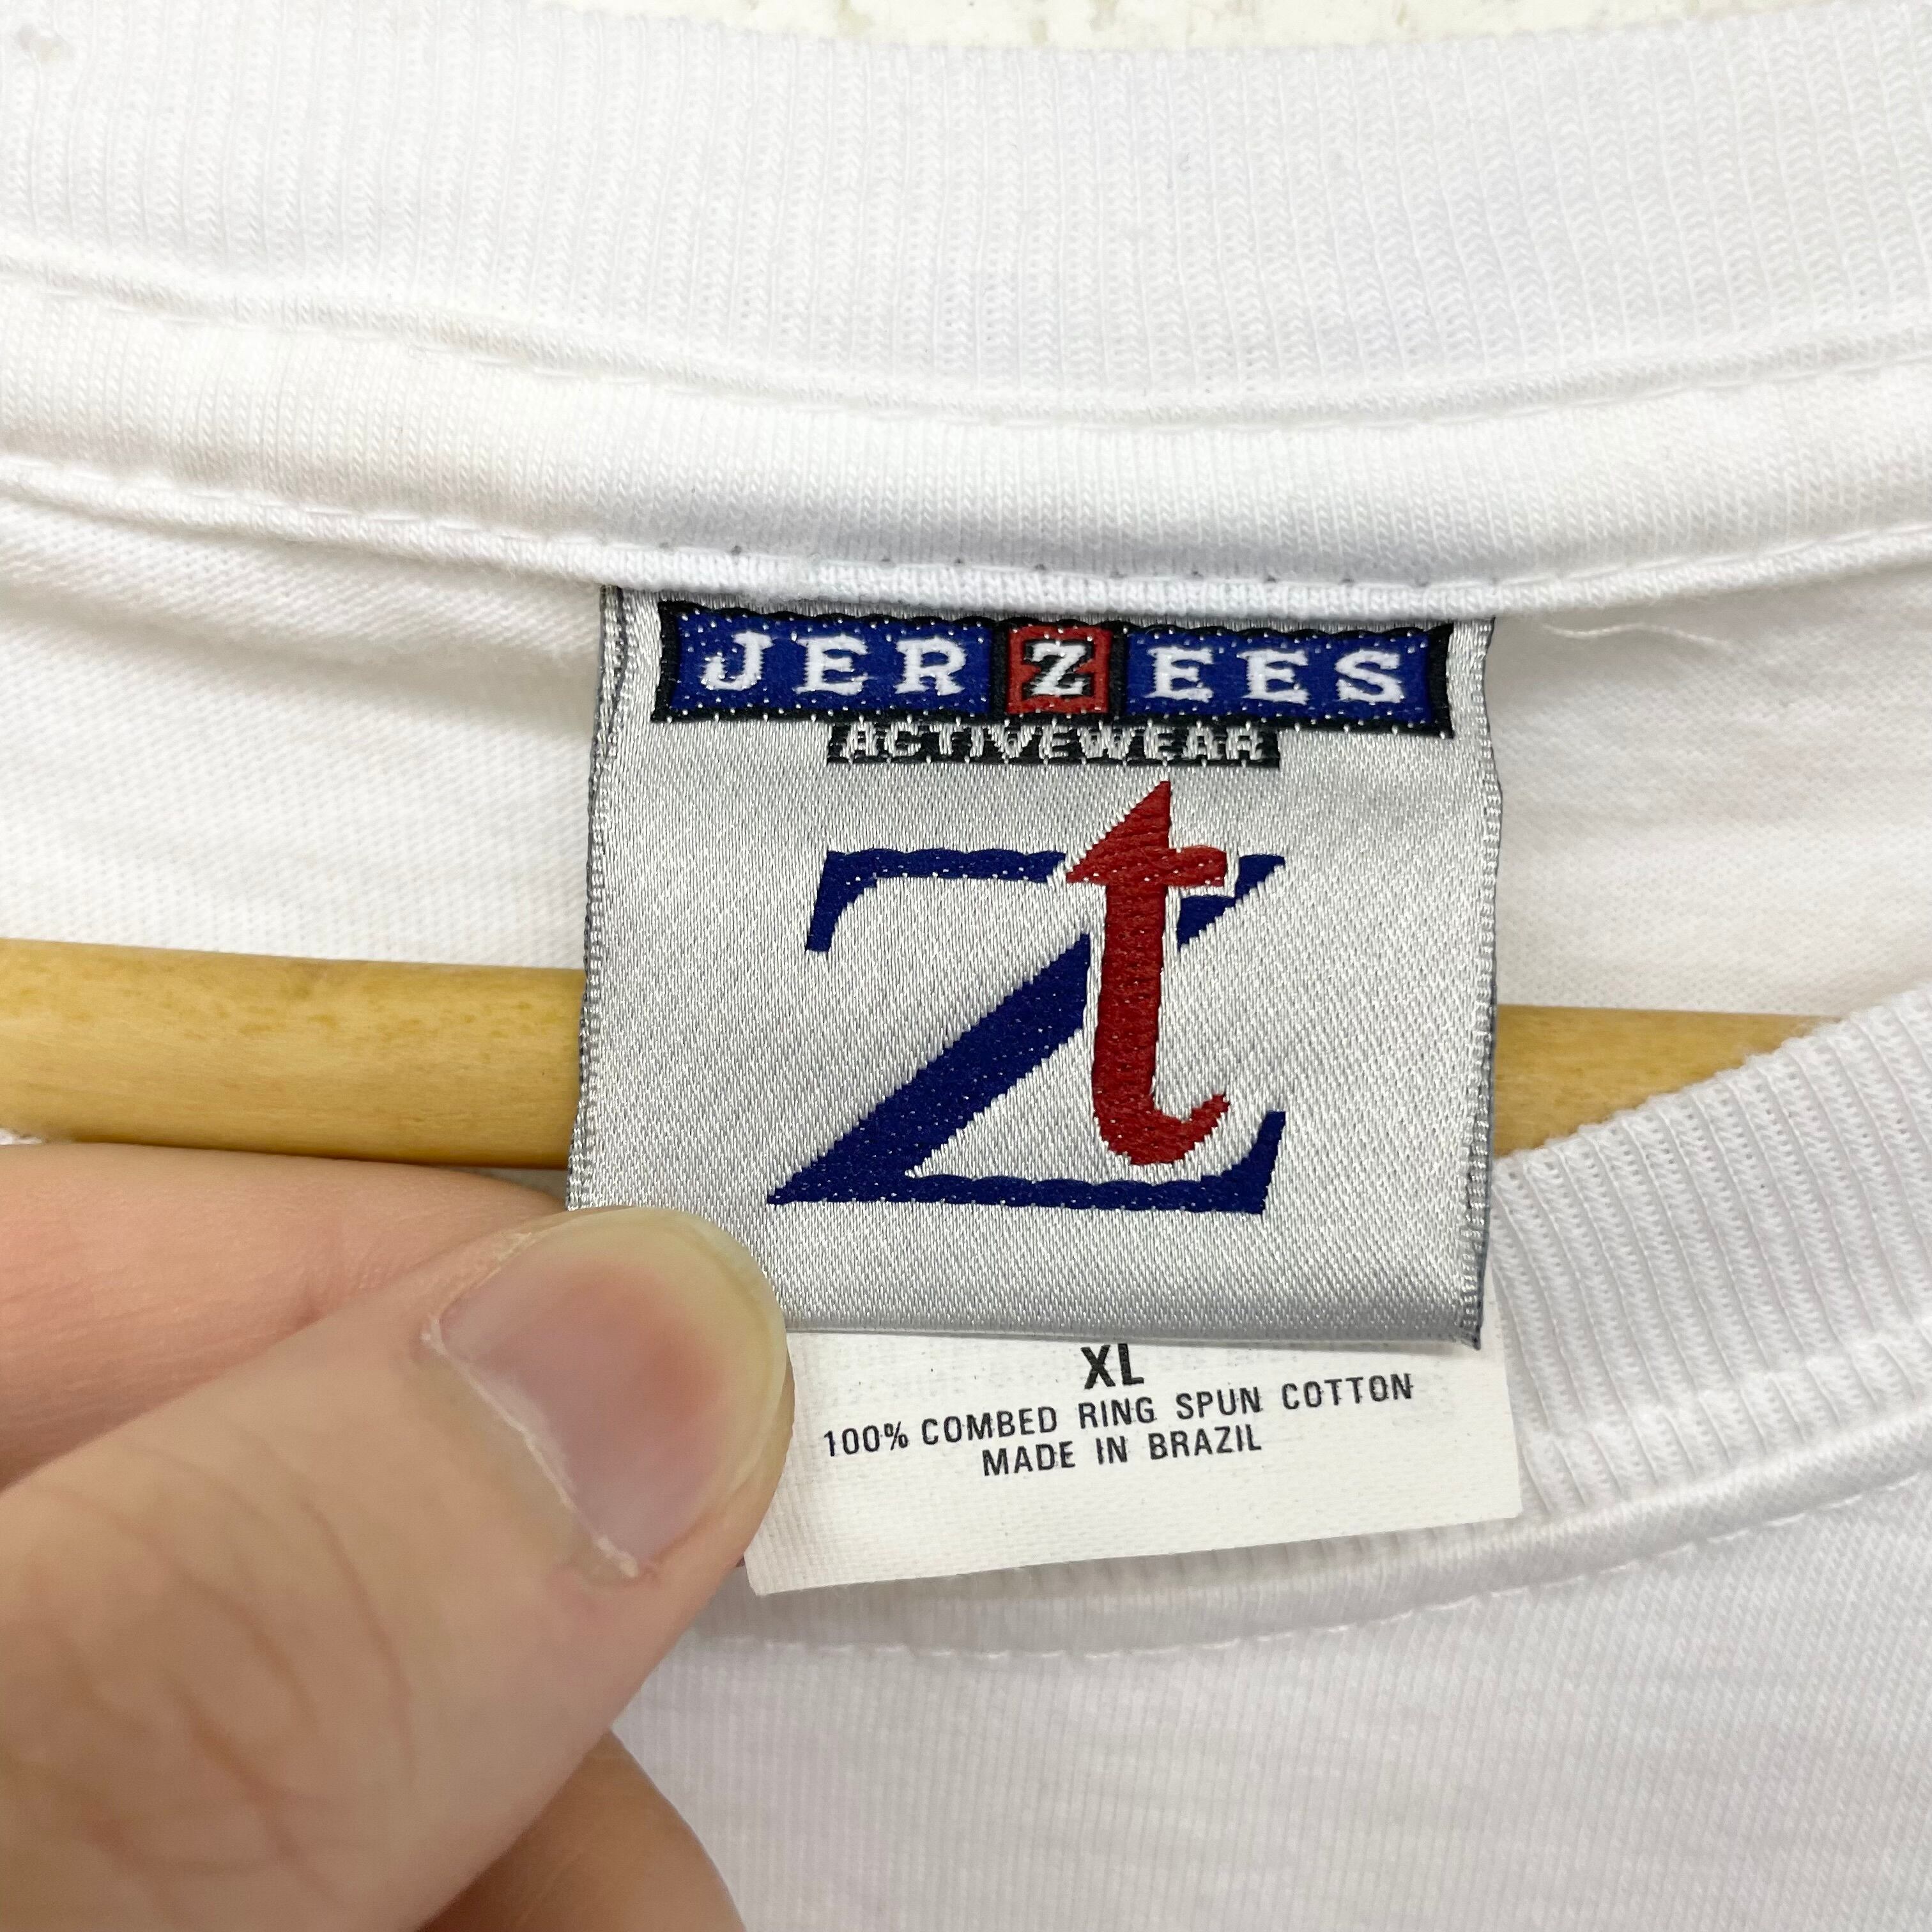 JERZEES
ACTIVEWEAR
Zt
XL
100% COMBED RING SPUN COTTON
MADE IN BRAZIL